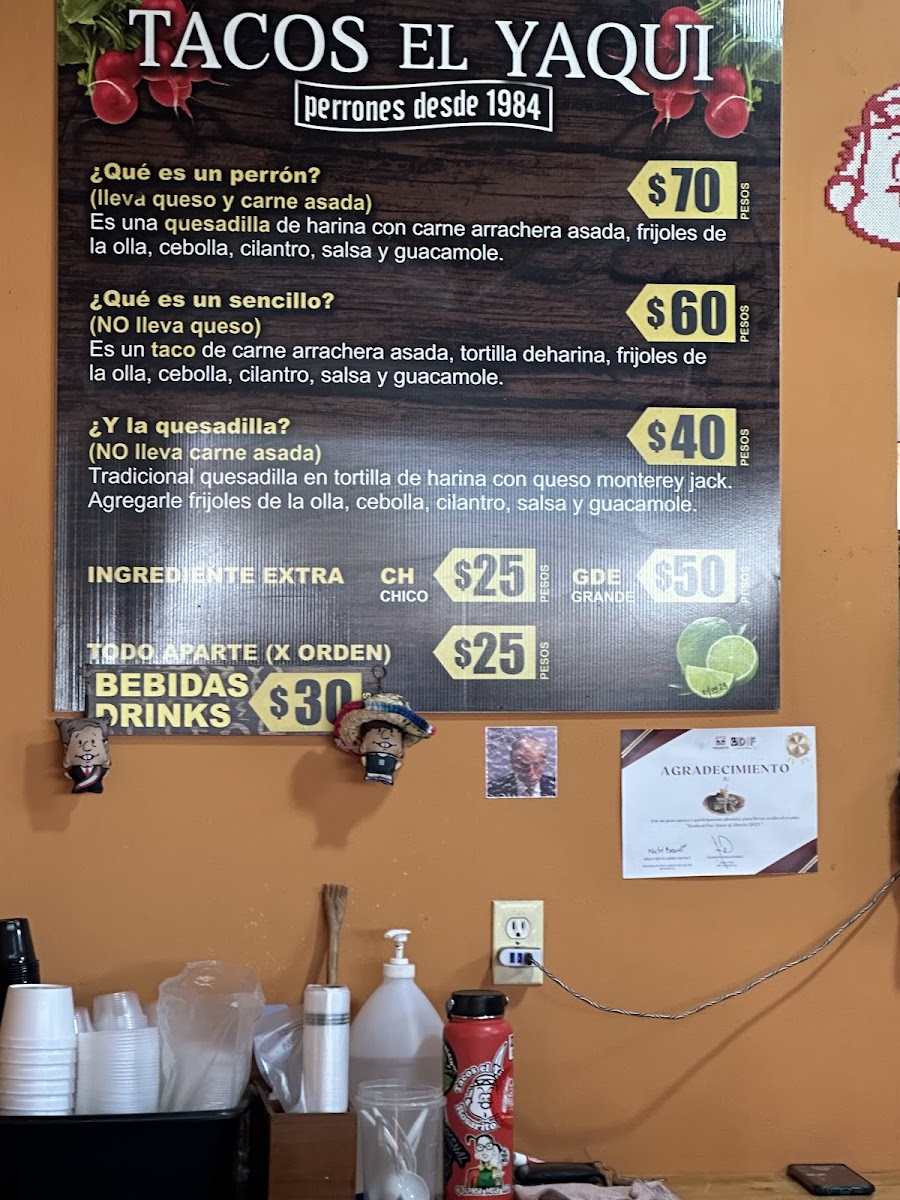 TACOS EL YAQUI
perrones desde 1984
¿Qué es un perrón?
(lleva queso y carne asada)
$70 PESOS
Es una quesadilla de harina con carne arrachera asada, frijoles de
la olla, cebolla, cilantro, salsa y guacamole.
¿Qué es un sencillo?
(NO lleva queso)
$60 PESOS
Es un taco de carne arrachera asada, tortilla deharina, frijoles de
la olla, cebolla, cilantro, salsa y guacamole.
¿Y la quesadilla?
(NO lleva carne asada)
$40 PESOS
Tradicional quesadilla en tortilla de harina con queso monterey jack.
Agregarle frijoles de la olla, cebolla, cilantro, salsa y guacamole.
INGREDIENTE EXTRA CH CHICO $25 PESOS GDE GRANDE $50 PESOS
TODO APARTE (X ORDEN) $25 PESOS
BEBIDAS
DRINKS
$30
AGRADECIMIENTO
A:
Tacos el
Rosarito